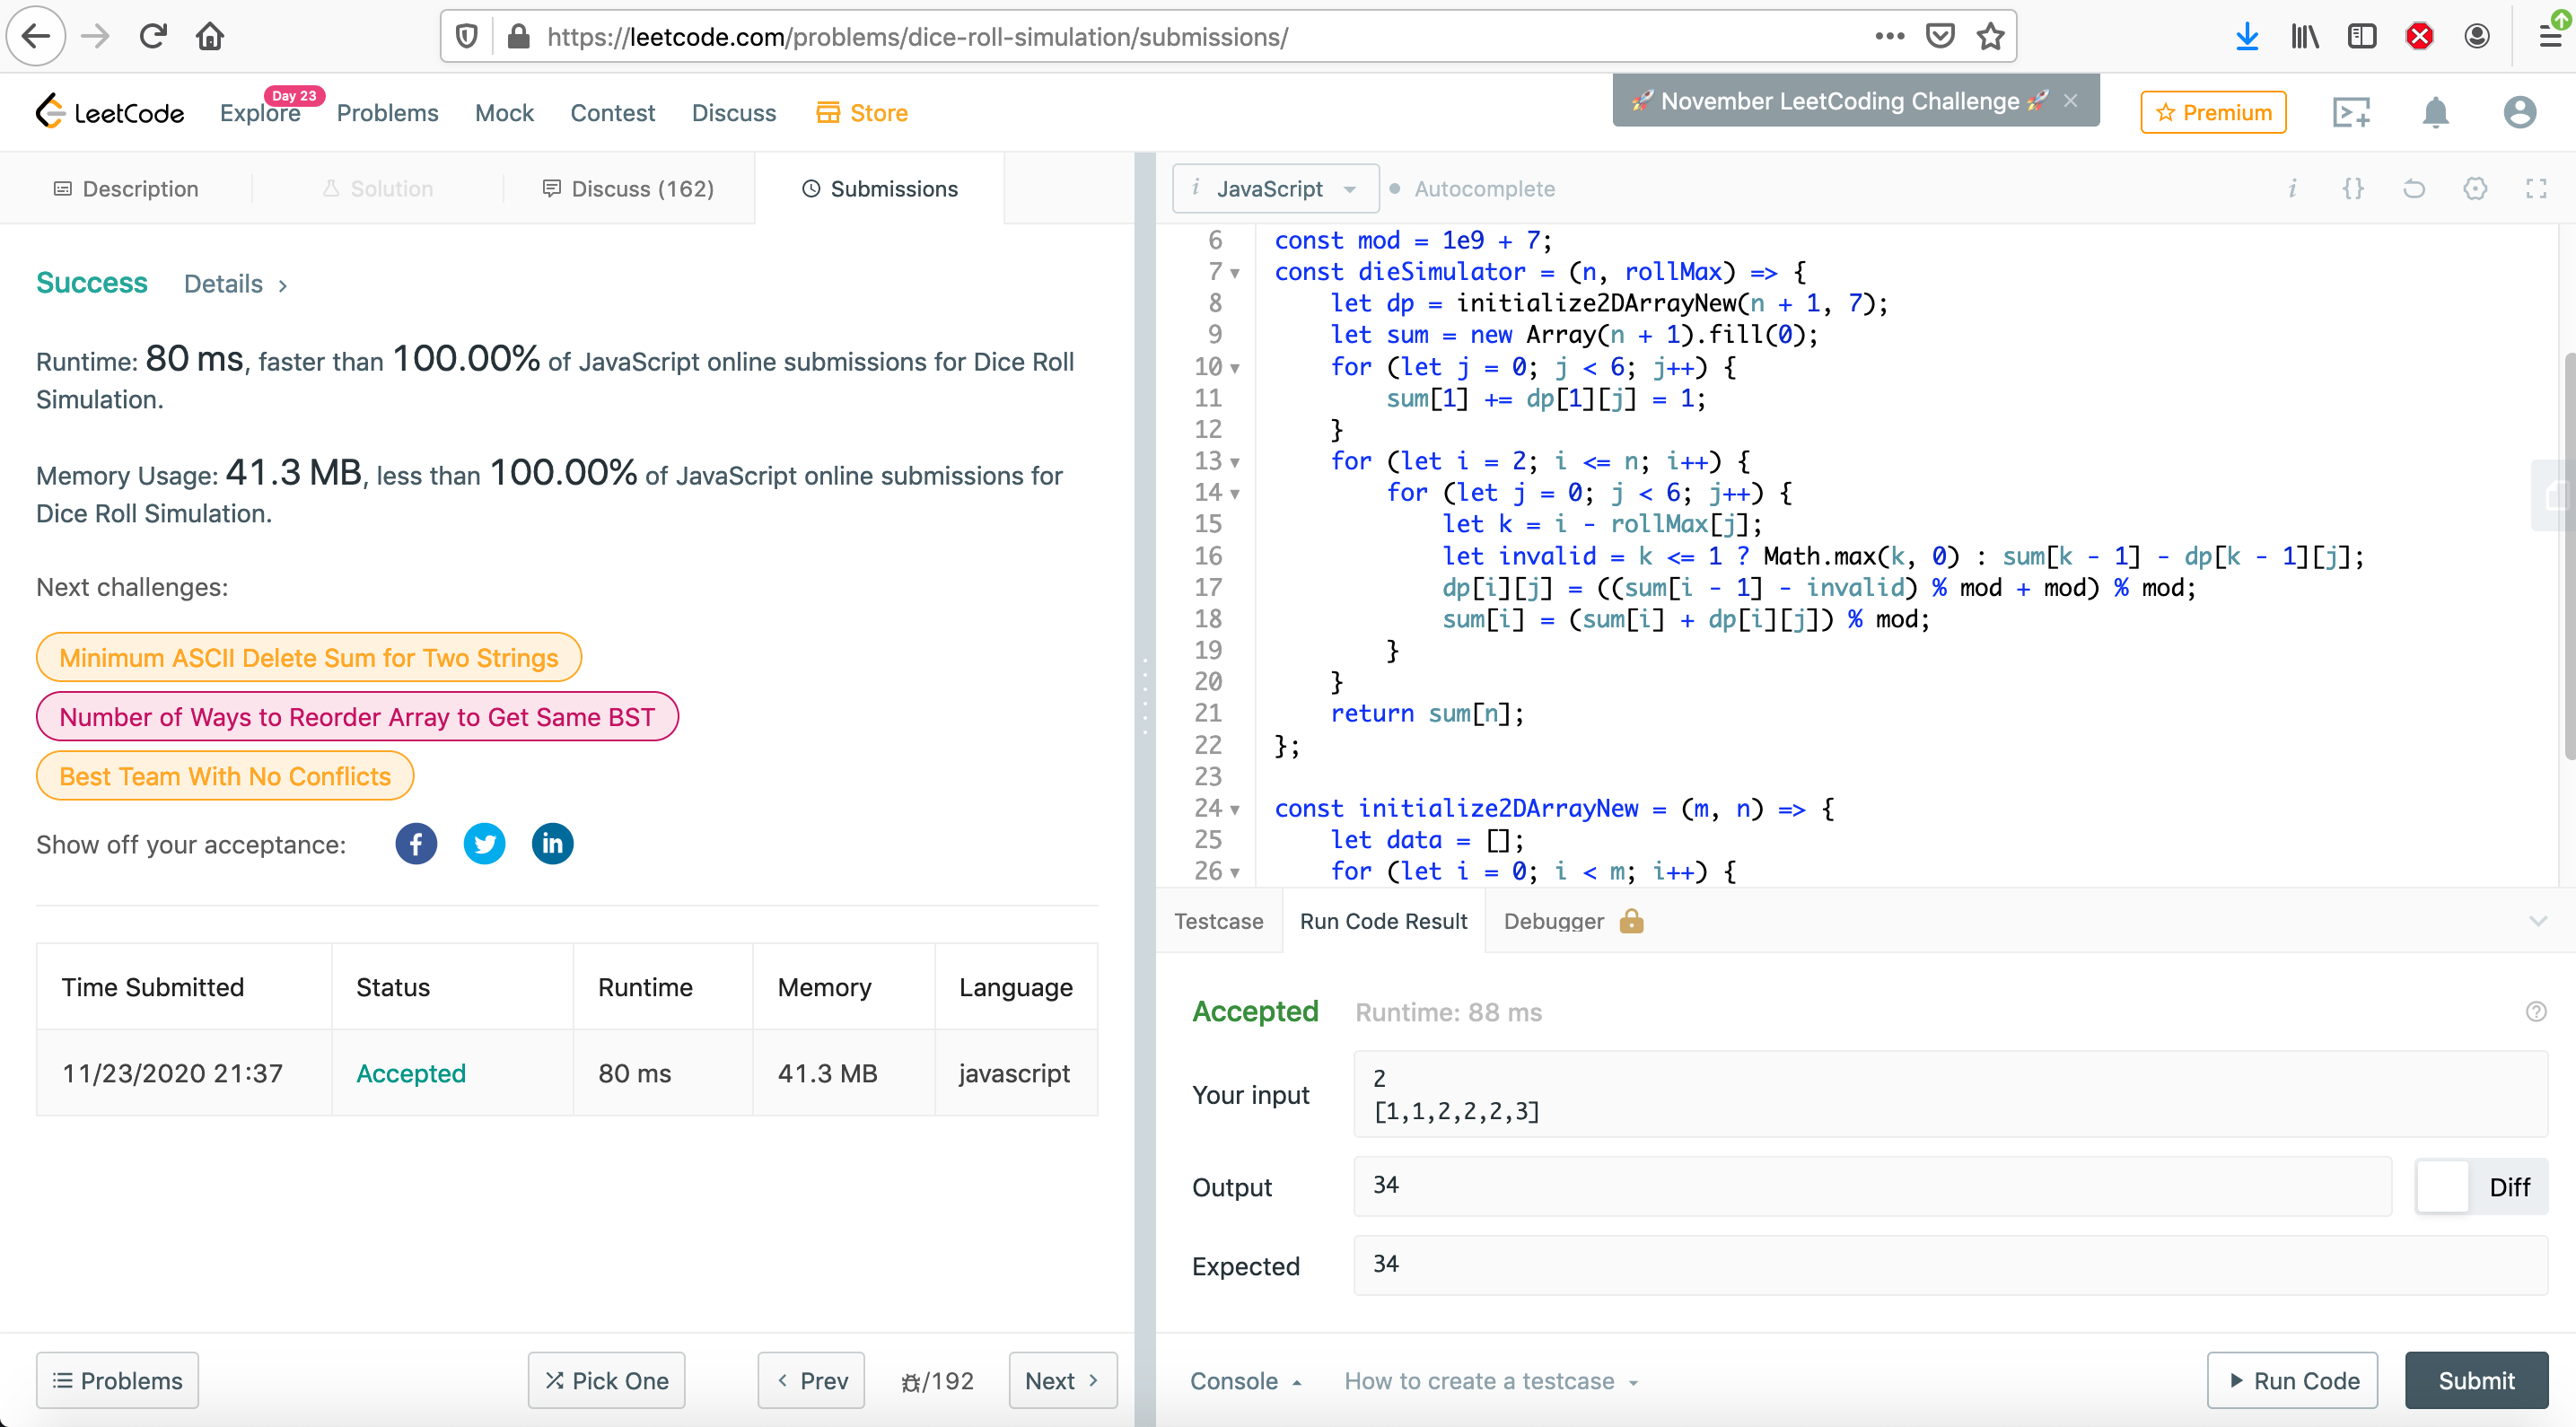 https://leetcode.com/problems/dice-roll-simulation/submissions/
LeetCode
Explore
Day 23
Problems
Mock
Contest
Discuss
Store
🚀 November LeetCoding Challenge 🚀 ×
Premium
Description
Solution
Discuss (162)
Submissions
Success
Details >
Runtime: 80 ms, faster than 100.00% of JavaScript online submissions for Dice Roll
Simulation.
Memory Usage: 41.3 MB, less than 100.00% of JavaScript online submissions for
Dice Roll Simulation.
Next challenges:
Minimum ASCII Delete Sum for Two Strings
Number of Ways to Reorder Array to Get Same BST
Best Team With No Conflicts
Show off your acceptance:
Time Submitted Status Runtime Memory Language
11/23/2020 21:37 Accepted 80 ms 41.3 MB javascript
Problems
Pick One
< Prev
/192
Next >
i JavaScript
Autocomplete
6 const mod = 1e9 + 7;
7 const dieSimulator = (n, rollMax) => {
8 let dp = initialize2DArrayNew(n + 1, 7);
9 let sum = new Array(n + 1).fill(0);
10 for (let j = 0; j < 6; j++) {
11 sum[1] += dp[1][j] = 1;
12 }
13 for (let i = 2; i <= n; i++) {
14 for (let j = 0; j < 6; j++) {
15 let k = i - rollMax[j];
16 let invalid = k <= 1 ? Math.max(k, 0) : sum[k - 1] - dp[k - 1][j];
17 dp[i][j] = ((sum[i - 1] - invalid) % mod + mod) % mod;
18 sum[i] = (sum[i] + dp[i][j]) % mod;
19 }
20 }
21 return sum[n];
22 };
23
24 const initialize2DArrayNew = (m, n) => {
25 let data = [];
26 for (let i = 0; i < m; i++) {
Testcase
Run Code Result
Debugger
Accepted
Runtime: 88 ms
Your input
2
[1,1,2,2,2,3]
Output
34
Diff
Expected
34
Console
How to create a testcase
Run Code
Submit